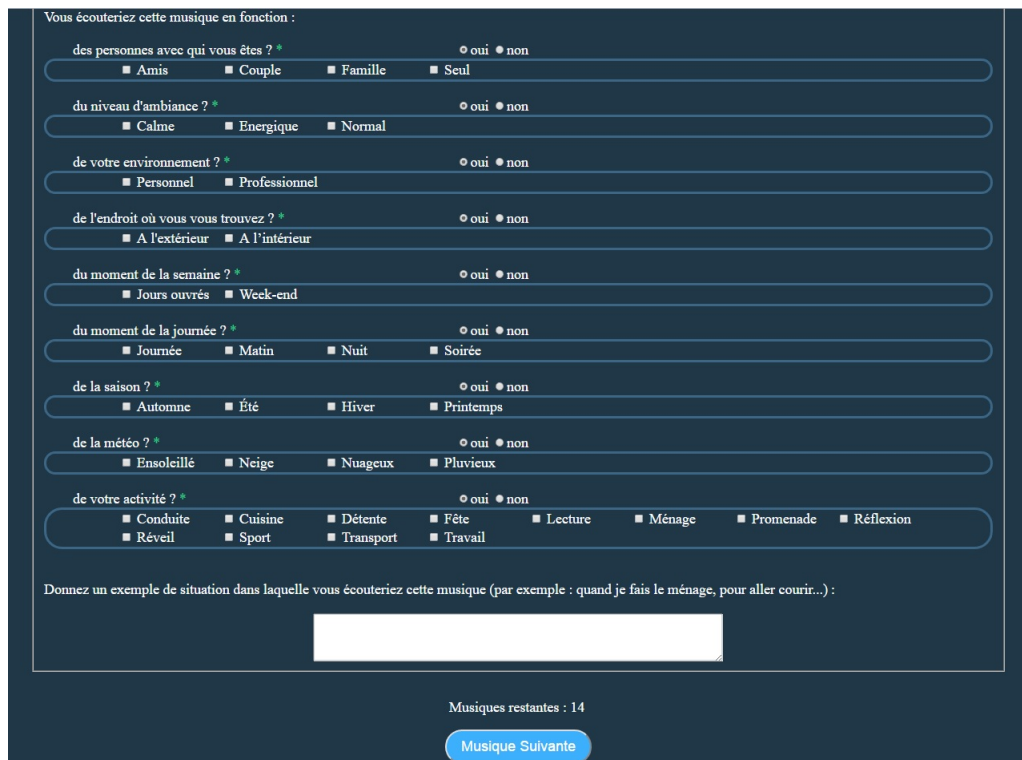 Vous écouteriez cette musique en fonction :
des personnes avec qui vous êtes ? * oui non
Amis Couple Famille Seul
du niveau d'ambiance ? * oui non
Calme Energique Normal
de votre environnement ? * oui non
Personnel Professionnel
de l'endroit où vous vous trouvez ? * oui non
A l'extérieur A l’intérieur
du moment de la semaine ? * oui non
Jours ouvrés Week-end
du moment de la journée ? * oui non
Journée Matin Nuit Soirée
de la saison ? * oui non
Automne Été Hiver Printemps
de la météo ? * oui non
Ensoleillé Neige Nuageux Pluvieux
de votre activité ? * oui non
Conduite Cuisine Détente Fête Lecture Ménage Promenade Réflexion
Réveil Sport Transport Travail
Donnez un exemple de situation dans laquelle vous écouteriez cette musique (par exemple : quand je fais le ménage, pour aller courir...) :
Musiques restantes : 14
Musique Suivante